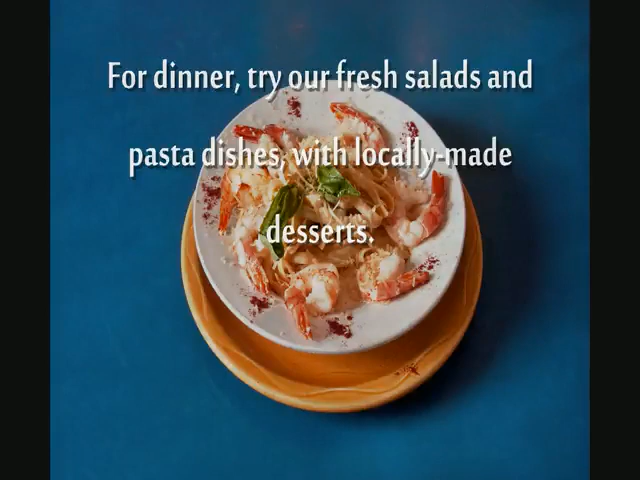 For dinner, try our fresh salads and
pasta dishes, with locally-made
desserts.